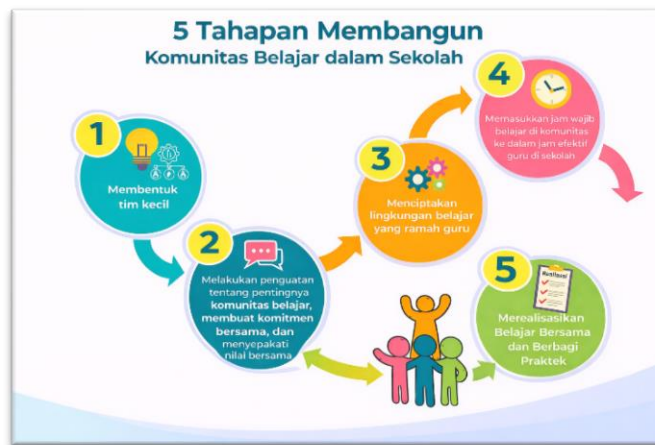 5 Tahapan Membangun
Komunitas Belajar dalam Sekolah
1
Membentuk
tim kecil
2
Melakukan penguatan
tentang pentingnya
komunitas belajar,
membuat komitmen
bersama, dan
menyepakati
nilai bersama
3
Menciptakan
lingkungan belajar
yang ramah guru
4
Memasukkan jam wajib
belajar di komunitas
ke dalam jam efektif
guru di sekolah.
5
Merealisasikan
Belajar Bersama
dan Berbagi
Praktek